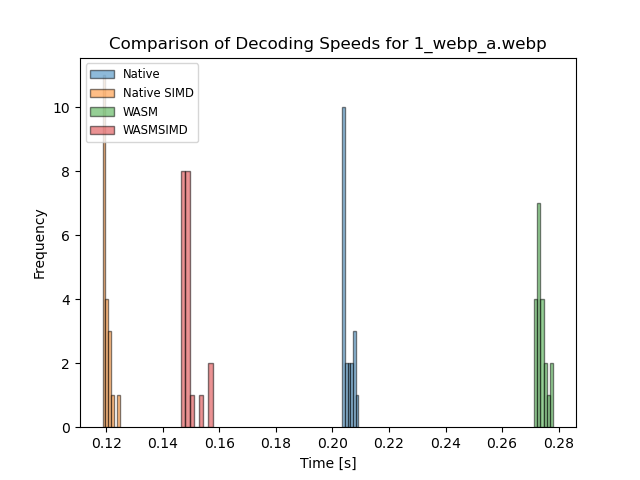 Comparison of Decoding Speeds for 1_webp_a.webp
Native
Native SIMD
WASM
WASMSIMD
Frequency
10
8
6
4
2
0
0.12 0.14 0.16 0.18 0.20 0.22 0.24 0.26 0.28
Time [s]